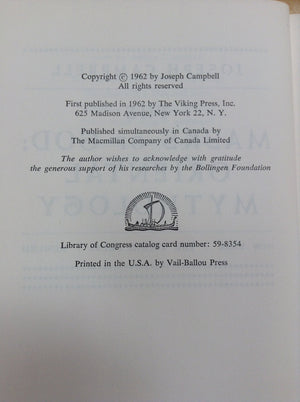 Copyright © 1962 by Joseph Campbell
All rights reserved
First published in 1962 by The Viking Press, Inc.
625 Madison Avenue, New York 22, N. Y.
Published simultaneously in Canada by
The Macmillan Company of Canada Limited
The author wishes to acknowledge with gratitude
the generous support of his researches by the Bollingen Foundation
Library of Congress catalog card number: 59-8354
Printed in the U.S.A. by Vail-Ballou Press